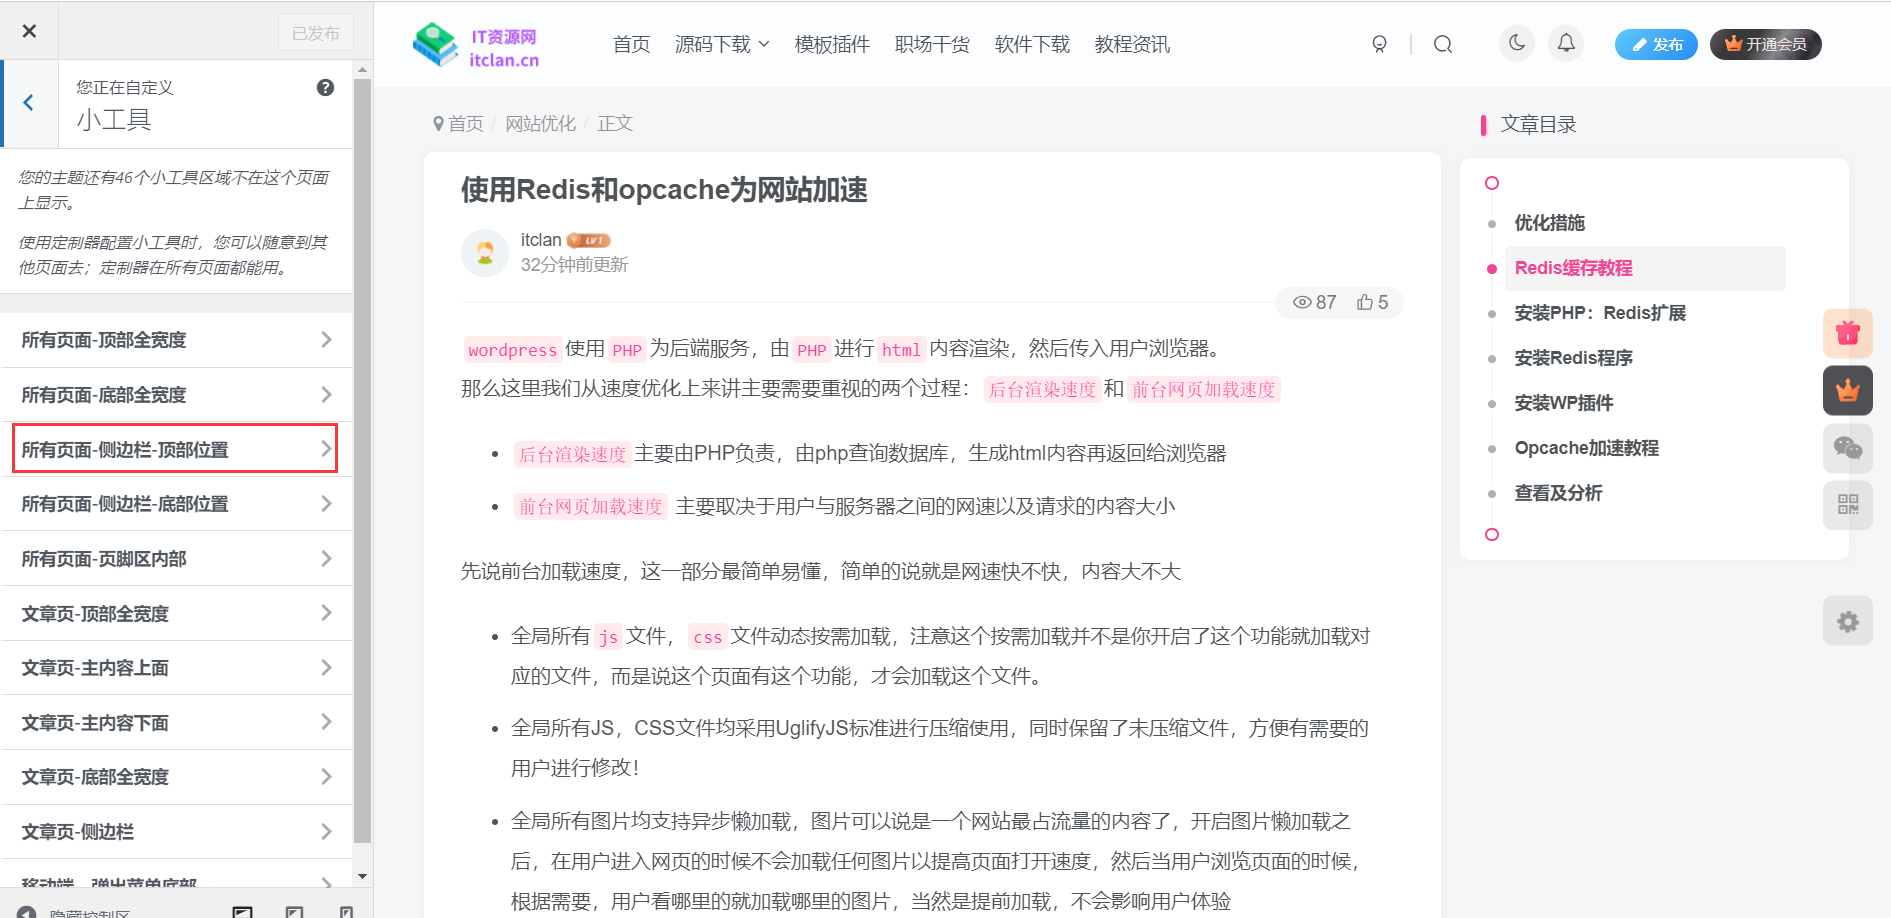 已发布
您正在自定义
小工具
您的主题还有46个小工具区域不在这个页面
上显示。
使用定制器配置小工具时，您可以随意到其
他页面去；定制器在所有页面都能用。
所有页面-顶部全宽度
所有页面-底部全宽度
所有页面-侧边栏-顶部位置
所有页面-侧边栏-底部位置
所有页面-页脚区内部
文章页-顶部全宽度
文章页-主内容上面
文章页-主内容下面
文章页-底部全宽度
文章页-侧边栏
移动端-弹出菜单底部
隐藏控制区
IT资源网
itclan.cn
首页 源码下载 模板插件 职场干货 软件下载 教程资讯
发布
开通会员
首页 / 网站优化 / 正文
使用Redis和opcache为网站加速
itclan LV1
32分钟前更新
87 5
wordpress 使用 PHP 为后端服务，由 PHP 进行 html 内容渲染，然后传入用户浏览器。
那么这里我们从速度优化上来讲主要需要重视的两个过程： 后台渲染速度 和 前台网页加载速度
• 后台渲染速度 主要由PHP负责，由php查询数据库，生成html内容再返回给浏览器
• 前台网页加载速度 主要取决于用户与服务器之间的网速以及请求的内容大小
先说前台加载速度，这一部分最简单易懂，简单的说就是网速快不快，内容大不大
• 全局所有 js 文件， css 文件动态按需加载，注意这个按需加载并不是你开启了这个功能就加载对
应的文件，而是说这个页面有这个功能，才会加载这个文件。
• 全局所有JS，CSS文件均采用UglifyJS标准进行压缩使用，同时保留了未压缩文件，方便有需要的
用户进行修改！
• 全局所有图片均支持异步懒加载，图片可以说是一个网站最占流量的内容了，开启图片懒加载之
后，在用户进入网页的时候不会加载任何图片以提高页面打开速度，然后当用户浏览页面的时候，
根据需要，用户看哪里的就加载哪里的图片，当然是提前加载，不会影响用户体验
文章目录
优化措施
Redis缓存教程
安装PHP：Redis扩展
安装Redis程序
安装WP插件
Opcache加速教程
查看及分析